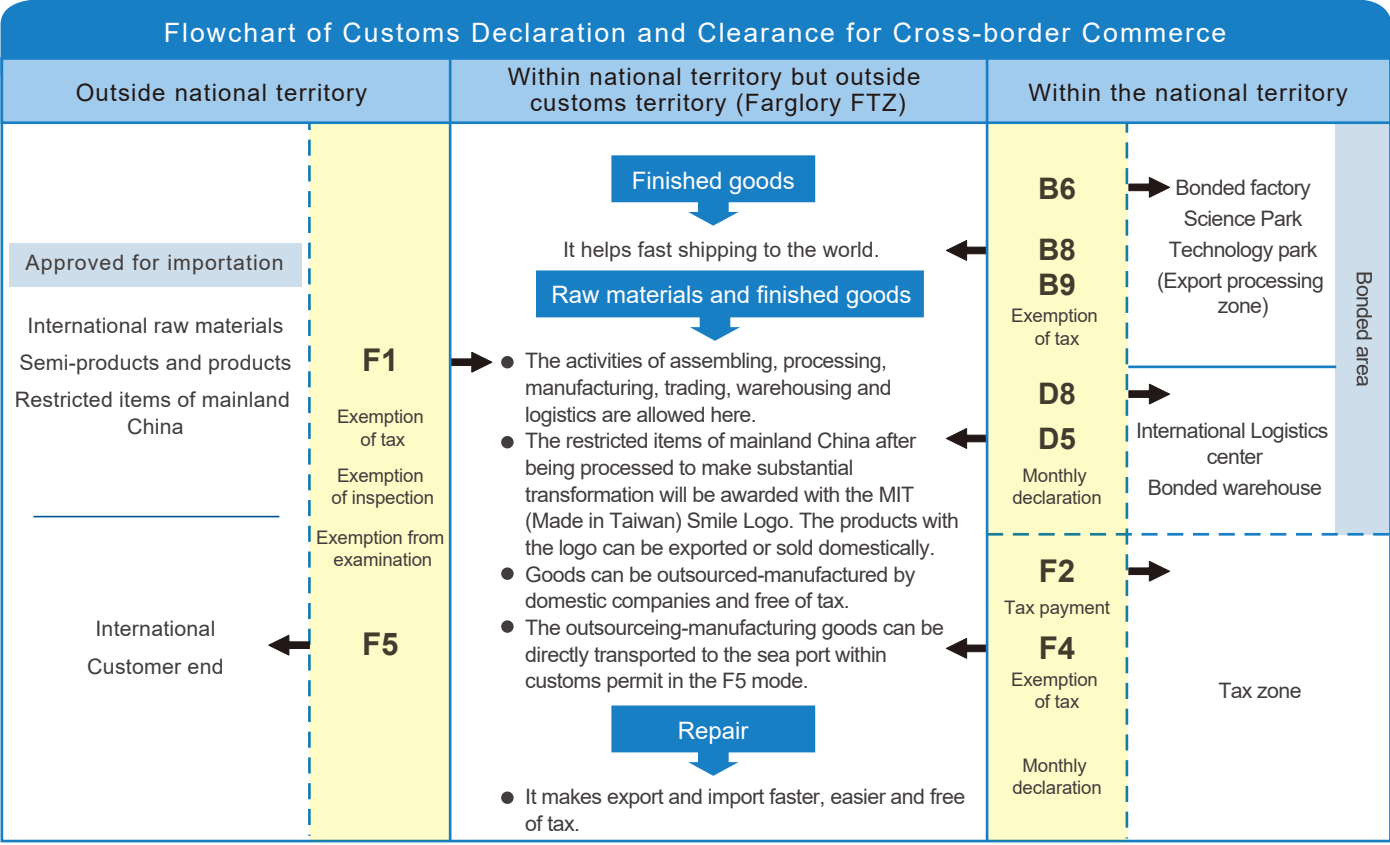 Flowchart of Customs Declaration and Clearance for Cross-border Commerce
Outside national territory
Within national territory but outside
customs territory (Farglory FTZ)
Within the national territory
Approved for importation
International raw materials
Semi-products and products
Restricted items of mainland
China
International
Customer end
F1
Exemption
of tax
Exemption
of inspection
Exemption from
examination
F5
Finished goods
It helps fast shipping to the world.
Raw materials and finished goods
● The activities of assembling, processing,
manufacturing, trading, warehousing and
logistics are allowed here.
● The restricted items of mainland China after
being processed to make substantial
transformation will be awarded with the MIT
(Made in Taiwan) Smile Logo. The products with
the logo can be exported or sold domestically.
● Goods can be outsourced-manufactured by
domestic companies and free of tax.
● The outsourceing-manufacturing goods can be
directly transported to the sea port within
customs permit in the F5 mode.
Repair
● It makes export and import faster, easier and free
of tax.
B6
B8
B9
Exemption
of tax
D8
D5
Monthly
declaration
F2
Tax payment
F4
Exemption
of tax
Monthly
declaration
Bonded factory
Science Park
Technology park
(Export processing
zone)
International Logistics
center
Bonded warehouse
Tax zone
Bonded area